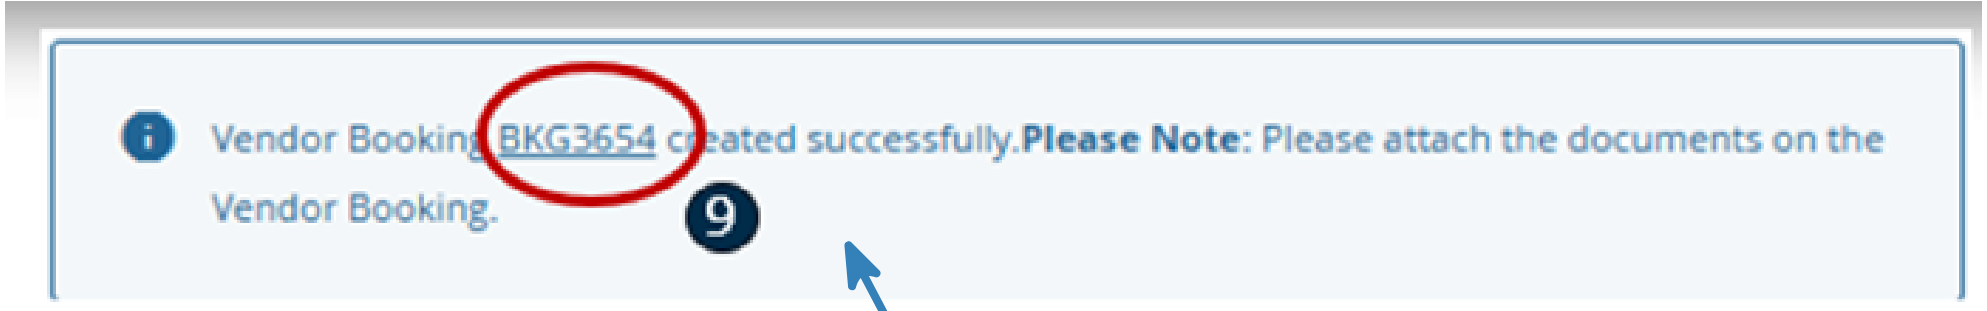 Vendor Booking BKG3654 created successfully.Please Note: Please attach the documents on the
Vendor Booking.
9